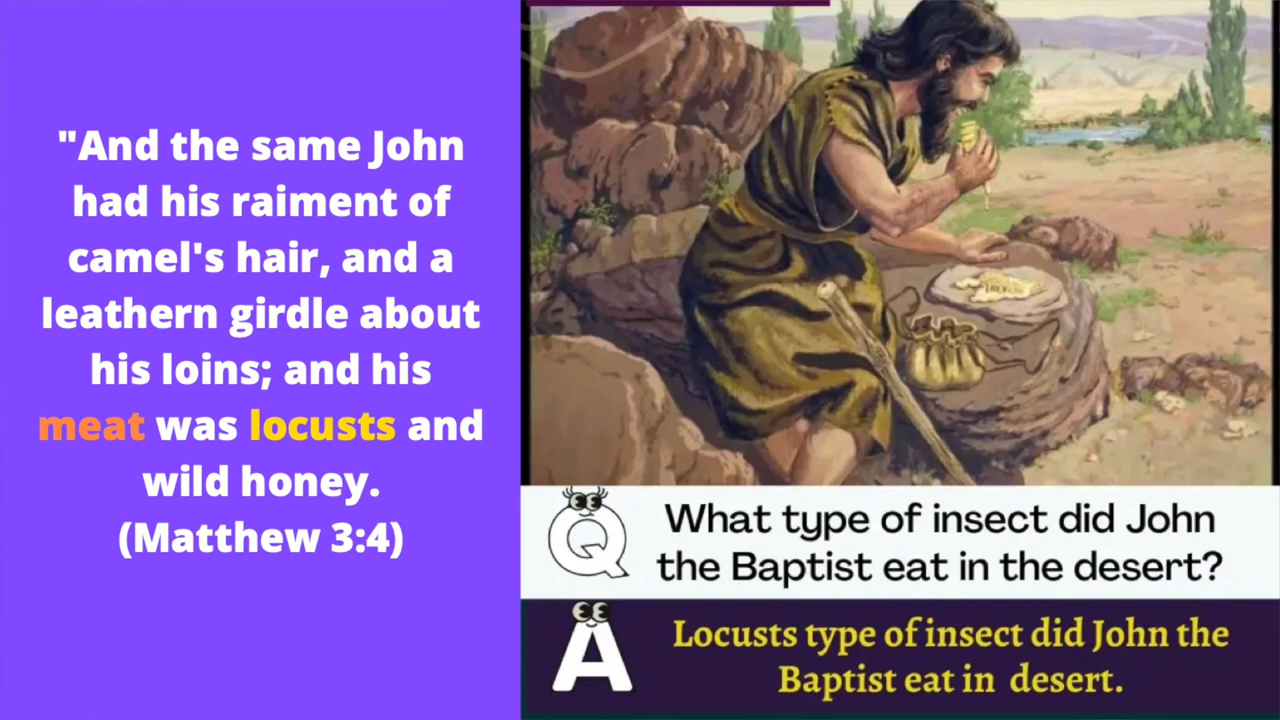 "And the same John
had his raiment of
camel's hair, and a
leathern girdle about
his loins; and his
meat was locusts and
wild honey.
(Matthew 3:4)
Q
What type of insect did John
the Baptist eat in the desert?
A
Locusts type of insect did John the
Baptist eat in desert.